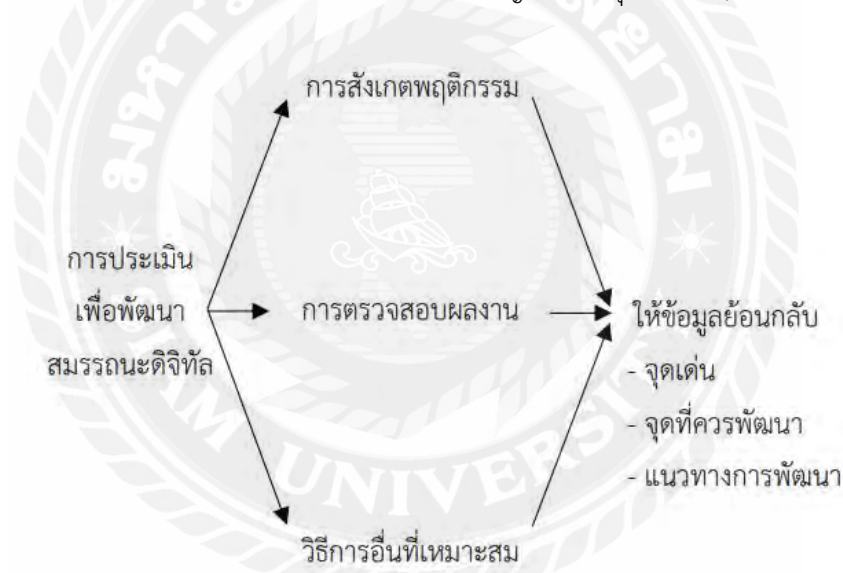 การสังเกตพฤติกรรม
การประเมิน
เพื่อพัฒนา
สมรรถนะดิจิทัล
การตรวจสอบผลงาน
ให้ข้อมูลย้อนกลับ
- จุดเด่น
- จุดที่ควรพัฒนา
- แนวทางการพัฒนา
วิธีการอื่นที่เหมาะสม
SIAM UNIVERSITY